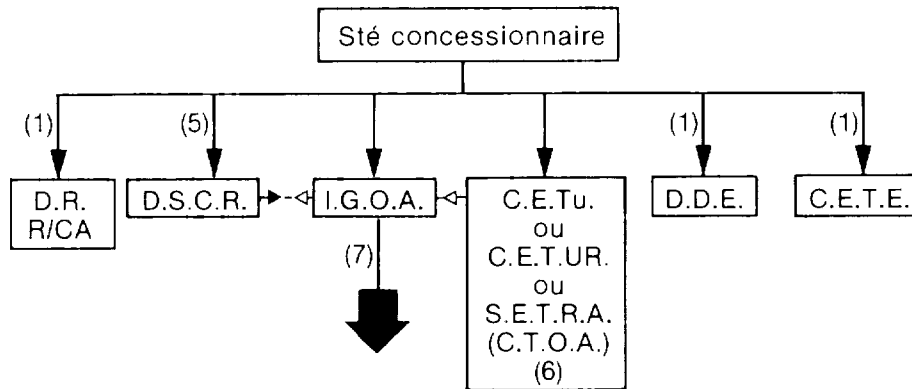 Sté concessionnaire
(1)
(5)
(1)
(1)
D.R.
R/CA
D.S.C.R.
I.G.O.A.
C.E.Tu.
ou
C.E.T.UR.
ou
S.E.T.R.A.
(C.T.O.A.)
(6)
D.D.E.
C.E.T.E.
(7)